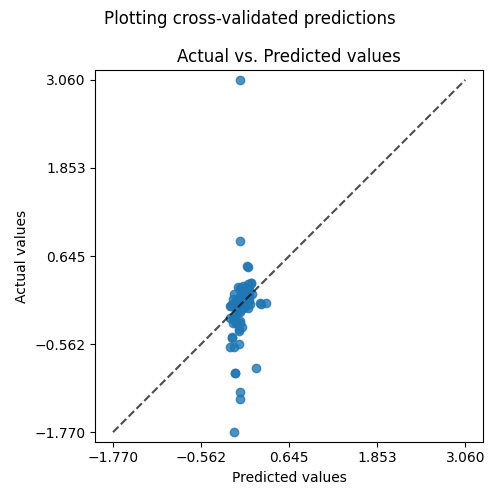 Plotting cross-validated predictions
Actual vs. Predicted values
3.060
1.853
0.645
−0.562
−1.770
Actual values
−1.770
−0.562
0.645
1.853
3.060
Predicted values